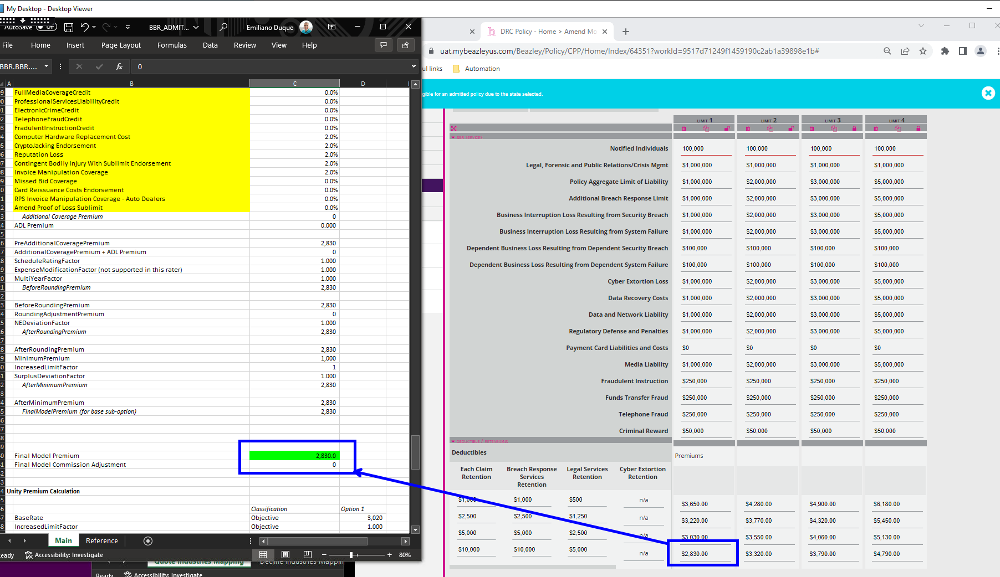 My Desktop - Desktop Viewer
AutoSave Off BBR_ADMIT... Emiliano Duque
File Home Insert Page Layout Formulas Data Review View Help
BBR.BBR.... fx 0
A B C D
FullMediaCoverageCredit 0.0%
ProfessionalServicesLiabilityCredit 0.0%
ElectronicCrimeCredit 0.0%
TelephoneFraudCredit 0.0%
FradulentInstructionCredit 0.0%
Computer Hardware Replacement Cost 2.0%
CryptoJacking Endorsement 2.0%
Reputation Loss 2.0%
Contingent Bodily Injury With Sublimit Endorsement 2.0%
Invoice Manipulation Coverage 2.0%
Missed Bid Coverage 0.0%
Card Reissuance Costs Endorsement 0.0%
RPS Invoice Manipulation Coverage - Auto Dealers 0.0%
Amend Proof of Loss Sublimit 0.0%
Additional Coverage Premium 0
ADL Premium 0.000
PreAdditionalCoveragePremium 2,830
AdditionalCoveragePremium + ADL Premium 0
ScheduleRatingFactor 1.000
ExpenseModificationFactor (not supported in this rater) 1.000
MultiYearFactor 1.000
BeforeRoundingPremium 2,830
BeforeRoundingPremium 2,830
RoundingAdjustmentPremium 0
NEDeviationFactor 1.000
AfterRoundingPremium 2,830
AfterRoundingPremium 2,830
MinimumPremium 1,000
IncreasedLimitFactor 1
SurplusDeviationFactor 1.000
AfterMinimumPremium 2,830
AfterMinimumPremium 2,830
FinalModelPremium (for base sub-option) 2,830
Final Model Premium 2,830.0
Final Model Commission Adjustment 0
Unity Premium Calculation
Classification Option 1
BaseRate Objective 3,020
IncreasedLimitFactor Objective 1.000
Main Reference
eady Accessibility: Investigate 80%
Quote Industries Mapping Decline Industries Mappin
Ready Accessibility: Investigate
DRC Policy - Home > Amend Mo
uat.mybeazleyus.com/Beazley/Policy/CPP/Home/Index/64351?workId=9517d71249f1459190c2ab1a39898e1b#
ul links Automation
gible for an admitted policy due to the state selected.
LIMIT 1 LIMIT 2 LIMIT 3 LIMIT 4
BBR SERVICES
Notified Individuals 100,000 100,000 100,000 100,000
Legal, Forensic and Public Relations/Crisis Mgmt $1,000,000 $1,000,000 $1,000,000 $1,000,000
Policy Aggregate Limit of Liability $1,000,000 $2,000,000 $3,000,000 $5,000,000
Additional Breach Response Limit $1,000,000 $2,000,000 $3,000,000 $5,000,000
Business Interruption Loss Resulting from Security Breach $1,000,000 $2,000,000 $3,000,000 $5,000,000
Business Interruption Loss Resulting from System Failure $1,000,000 $2,000,000 $3,000,000 $5,000,000
Dependent Business Loss Resulting from Dependent Security Breach $100,000 $100,000 $100,000 $100,000
Dependent Business Loss Resulting from Dependent System Failure $100,000 $100,000 $100,000 $100,000
Cyber Extortion Loss $1,000,000 $2,000,000 $3,000,000 $5,000,000
Data Recovery Costs $1,000,000 $2,000,000 $3,000,000 $5,000,000
Data and Network Liability $1,000,000 $2,000,000 $3,000,000 $5,000,000
Regulatory Defense and Penalties $1,000,000 $2,000,000 $3,000,000 $5,000,000
Payment Card Liabilities and Costs $0 $0 $0 $0
Media Liability $1,000,000 $2,000,000 $3,000,000 $5,000,000
Fraudulent Instruction $250,000 $250,000 $250,000 $250,000
Funds Transfer Fraud $250,000 $250,000 $250,000 $250,000
Telephone Fraud $250,000 $250,000 $250,000 $250,000
Criminal Reward $50,000 $50,000 $50,000 $50,000
DEDUCTIBLE / RETENSIONS
Deductibles Premiums
Each Claim Breach Response Legal Services Cyber Extortion
Retention Services Retention Retention
Retention
$1,000 $1,000 $500 n/a $3,650.00 $4,280.00 $4,900.00 $6,180.00
$2,500 $2,500 $1,250 n/a $3,220.00 $3,770.00 $4,320.00 $5,450.00
$5,000 $5,000 $2,500 n/a $3,030.00 $3,550.00 $4,060.00 $5,130.00
$10,000 $10,000 $5,000 n/a $2,830.00 $3,320.00 $3,790.00 $4,790.00